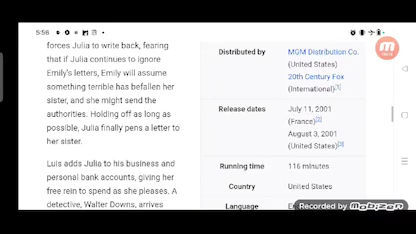 5:56
forces Julia to write back, fearing
that if Julia continues to ignore
Emily's letters, Emily will assume
something terrible has befallen her
sister, and she might send the
authorities. Holding off as long as
possible, Julia finally pens a letter to
her sister.
Luis adds Julia to his business and
personal bank accounts, giving her
free rein to spend as she pleases. A
detective, Walter Downs, arrives
Distributed by
MGM Distribution Co.
(United States)
20th Century Fox
(International)[1]
Release dates
July 11, 2001
(France)[2]
August 3, 2001
(United States)[3]
Running time
116 minutes
Country
United States
Language
Recorded by mobizen